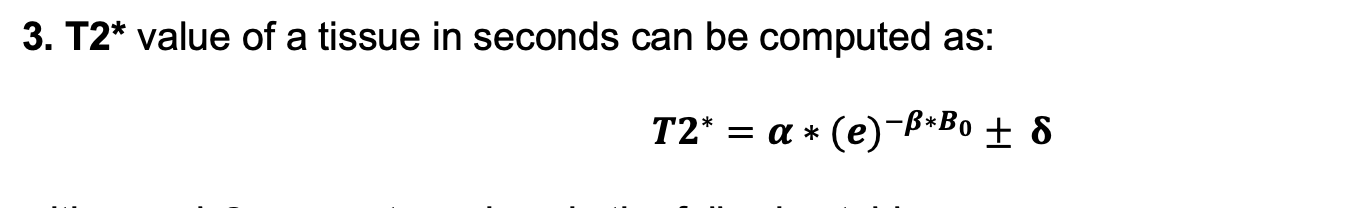 3. T2* value of a tissue in seconds can be computed as:
T2* = α * (e)^−β*B₀ ± δ